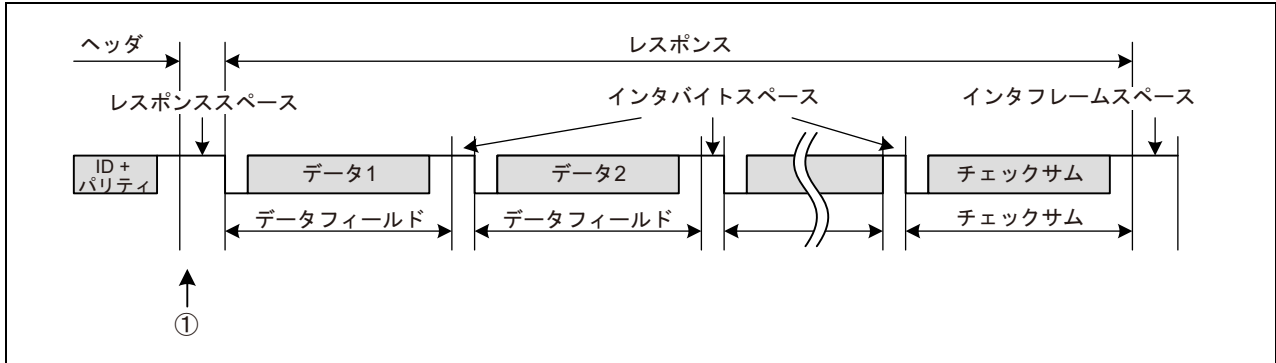 ヘッダ
レスポンス
レスポンススペース
インタバイトスペース
インタフレームスペース
ID +
パリティ
データ1
データ2
チェックサム
データフィールド
データフィールド
チェックサム
①